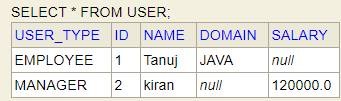 SELECT * FROM USER;
USER_TYPE ID NAME DOMAIN SALARY
EMPLOYEE 1 Tanuj JAVA null
MANAGER 2 kiran null 120000.0